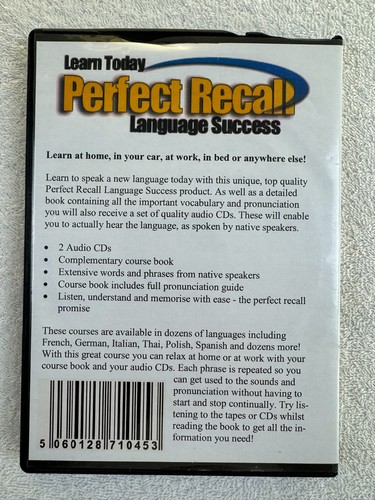 Learn Today
Perfect Recall
Language Success
Learn at home, in your car, at work, in bed or anywhere else!
Learn to speak a new language today with this unique, top quality
Perfect Recall Language Success product. As well as a detailed
book containing all the important vocabulary and pronunciation
you will also receive a set of quality audio CDs. These will enable
you to actually hear the language, as spoken by native speakers.
• 2 Audio CDs
• Complementary course book
• Extensive words and phrases from native speakers
• Course book includes full pronunciation guide
• Listen, understand and memorise with ease - the perfect recall
promise
These courses are available in dozens of languages including
French, German, Italian, Thai, Polish, Spanish and dozens more!
With this great course you can relax at home or at work with your
course book and your audio CDs. Each phrase is repeated so you
can get used to the sounds and
pronunciation without having to
start and stop continually. Try lis-
tening to the tapes or CDs whilst
reading the book to get all the in-
formation you need!
5 060128 710453